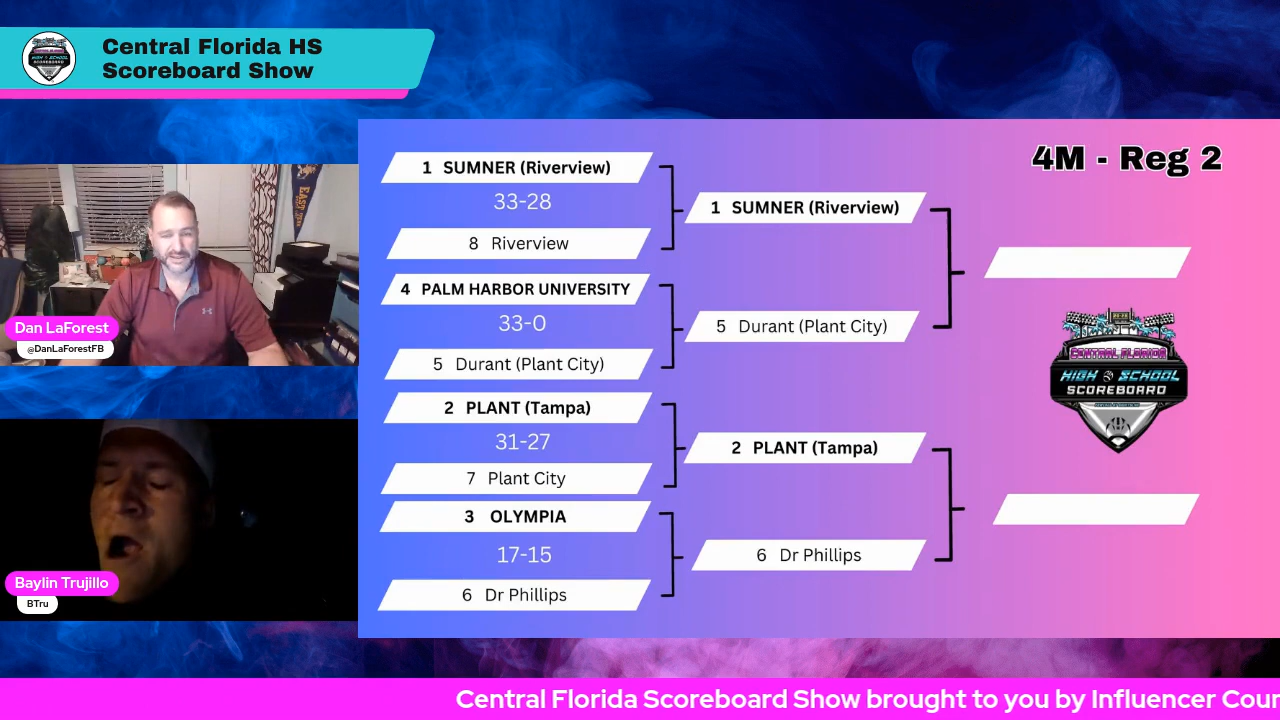 Central Florida HS
Scoreboard Show
4M - Reg 2
1 SUMNER (Riverview)
33-28
8 Riverview
1 SUMNER (Riverview)
4 PALM HARBOR UNIVERSITY
33-0
5 Durant (Plant City)
5 Durant (Plant City)
2 PLANT (Tampa)
31-27
7 Plant City
2 PLANT (Tampa)
3 OLYMPIA
17-15
6 Dr Phillips
6 Dr Phillips
CENTRAL FLORIDA
HIGH SCHOOL
SCOREBOARD
EAST
Dan LaForest
@DanLaForestFB
Baylin Trujillo
BTru
Central Florida Scoreboard Show brought to you by Influencer Cour